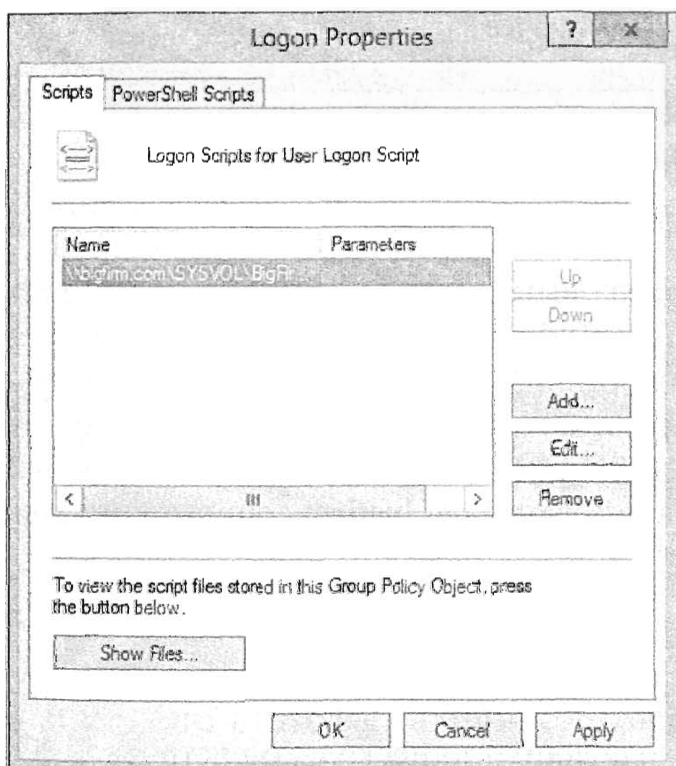 Logon Properties
?
x
Scripts
PowerShell Scripts
Logon Scripts for User Logon Script
Name
Parameters
\\bigfirm.com\SYSVOL\BigFir...
Up
Down
Add...
Edit...
Remove
<
III
>
To view the script files stored in this Group Policy Object, press
the button below.
Show Files...
OK
Cancel
Apply